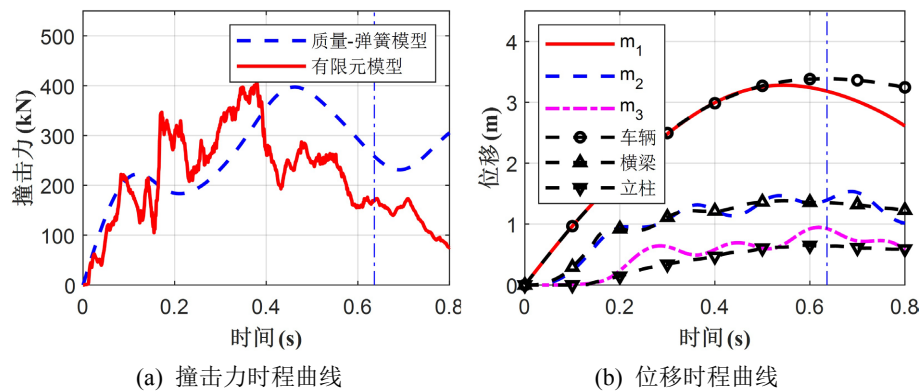 质量-弹簧模型
有限元模型
撞击力(kN)
500
400
300
200
100
0
0
0.2
0.4
0.6
0.8
时间(s)
(a) 撞击力时程曲线
m1
m2
m3
车辆
横梁
立柱
位移(m)
4
3
2
1
0
0
0.2
0.4
0.6
0.8
时间(s)
(b) 位移时程曲线